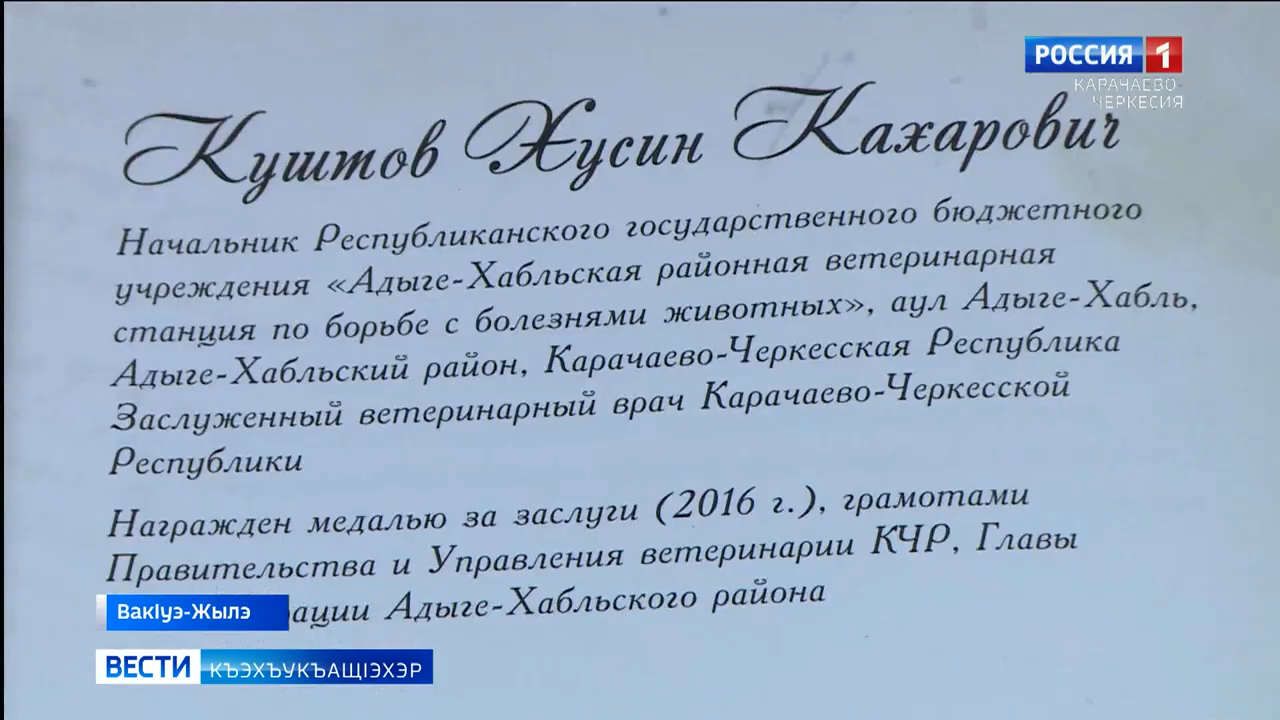 РОССИЯ 1
КАРАЧАЕВО-
ЧЕРКЕСИЯ
Куштов Хусин Кахарович
Начальник Республиканского государственного бюджетного
учреждения «Адыге-Хабльская районная ветеринарная
станция по борьбе с болезнями животных», аул Адыге-Хабль,
Адыге-Хабльский район, Карачаево-Черкесская Республика
Заслуженный ветеринарный врач Карачаево-Черкесской
Республики
Награжден медалью за заслуги (2016 г.), грамотами
Правительства и Управления ветеринарии КЧР, Главы
ации Адыге-Хабльского района
ВакӀуэ-Жылэ
ВЕСТИ КЪЭХЪУКЪАЩӀЭХЭР